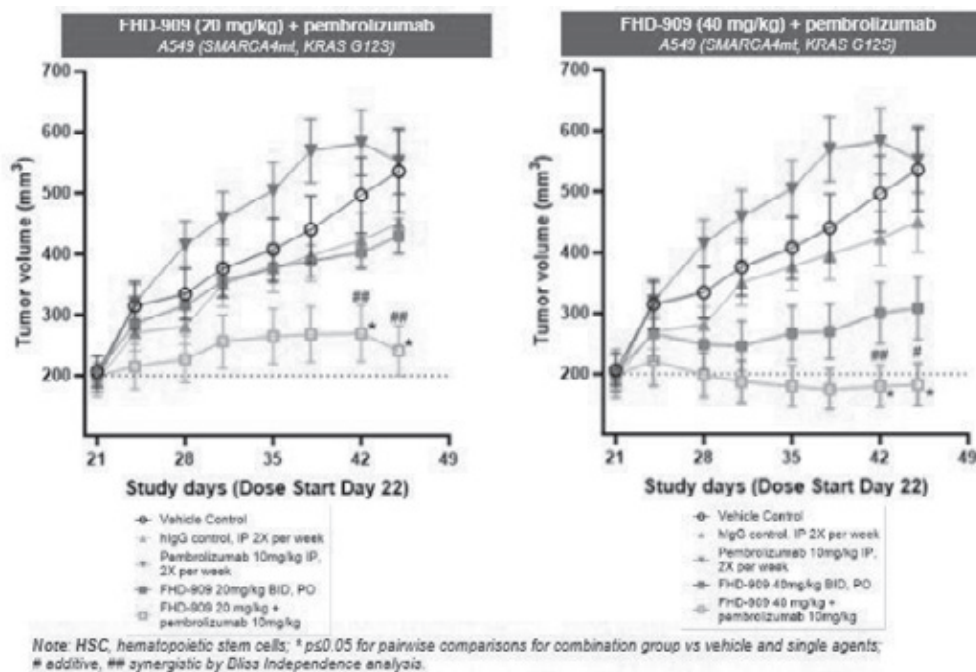 FHD-909 (20 mg/kg) + pembrolizumab
A549 (SMARCA4mt, KRAS G12S)
700
600
500
400
300
200
Tumor volume (mm³)
##
*
##
*
21
28
35
42
49
Study days (Dose Start Day 22)
Vehicle Control
hIgG control, IP 2X per week
Pembrolizumab 10mg/kg IP,
2X per week
FHD-909 20mg/kg BID, PO
FHD-909 20 mg/kg +
pembrolizumab 10mg/kg
FHD-909 (40 mg/kg) + pembrolizumab
A549 (SMARCA4mt, KRAS G12S)
700
600
500
400
300
200
Tumor volume (mm³)
##
*
#
*
21
28
35
42
49
Study days (Dose Start Day 22)
Vehicle Control
hIgG control, IP 2X per week
Pembrolizumab 10mg/kg IP,
2X per week
FHD-909 40mg/kg BID, PO
FHD-909 40 mg/kg +
pembrolizumab 10mg/kg
Note: HSC, hematopoietic stem cells; * p≤0.05 for pairwise comparisons for combination group vs vehicle and single agents;
# additive, ## synergistic by Bliss Independence analysis.